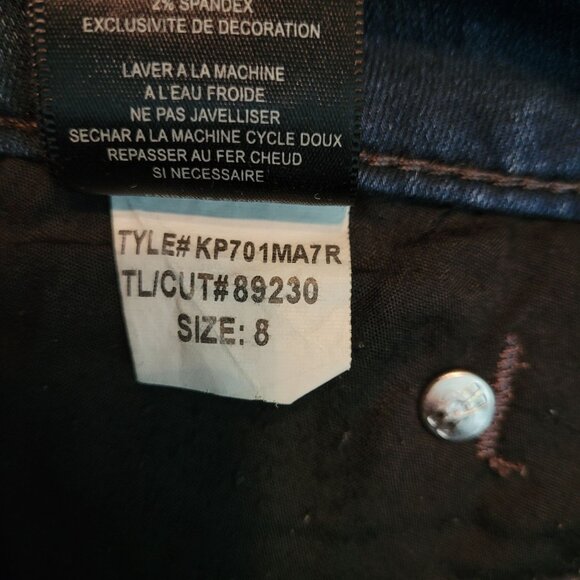 2% SPANDEX
EXCLUSIVITE DE DECORATION
LAVER A LA MACHINE
A L'EAU FROIDE
NE PAS JAVELLISER
SECHAR A LA MACHINE CYCLE DOUX
REPASSER AU FER CHEUD
SI NECESSAIRE
TYLE# KP701MA7R
TL/CUT#89230
SIZE: 8